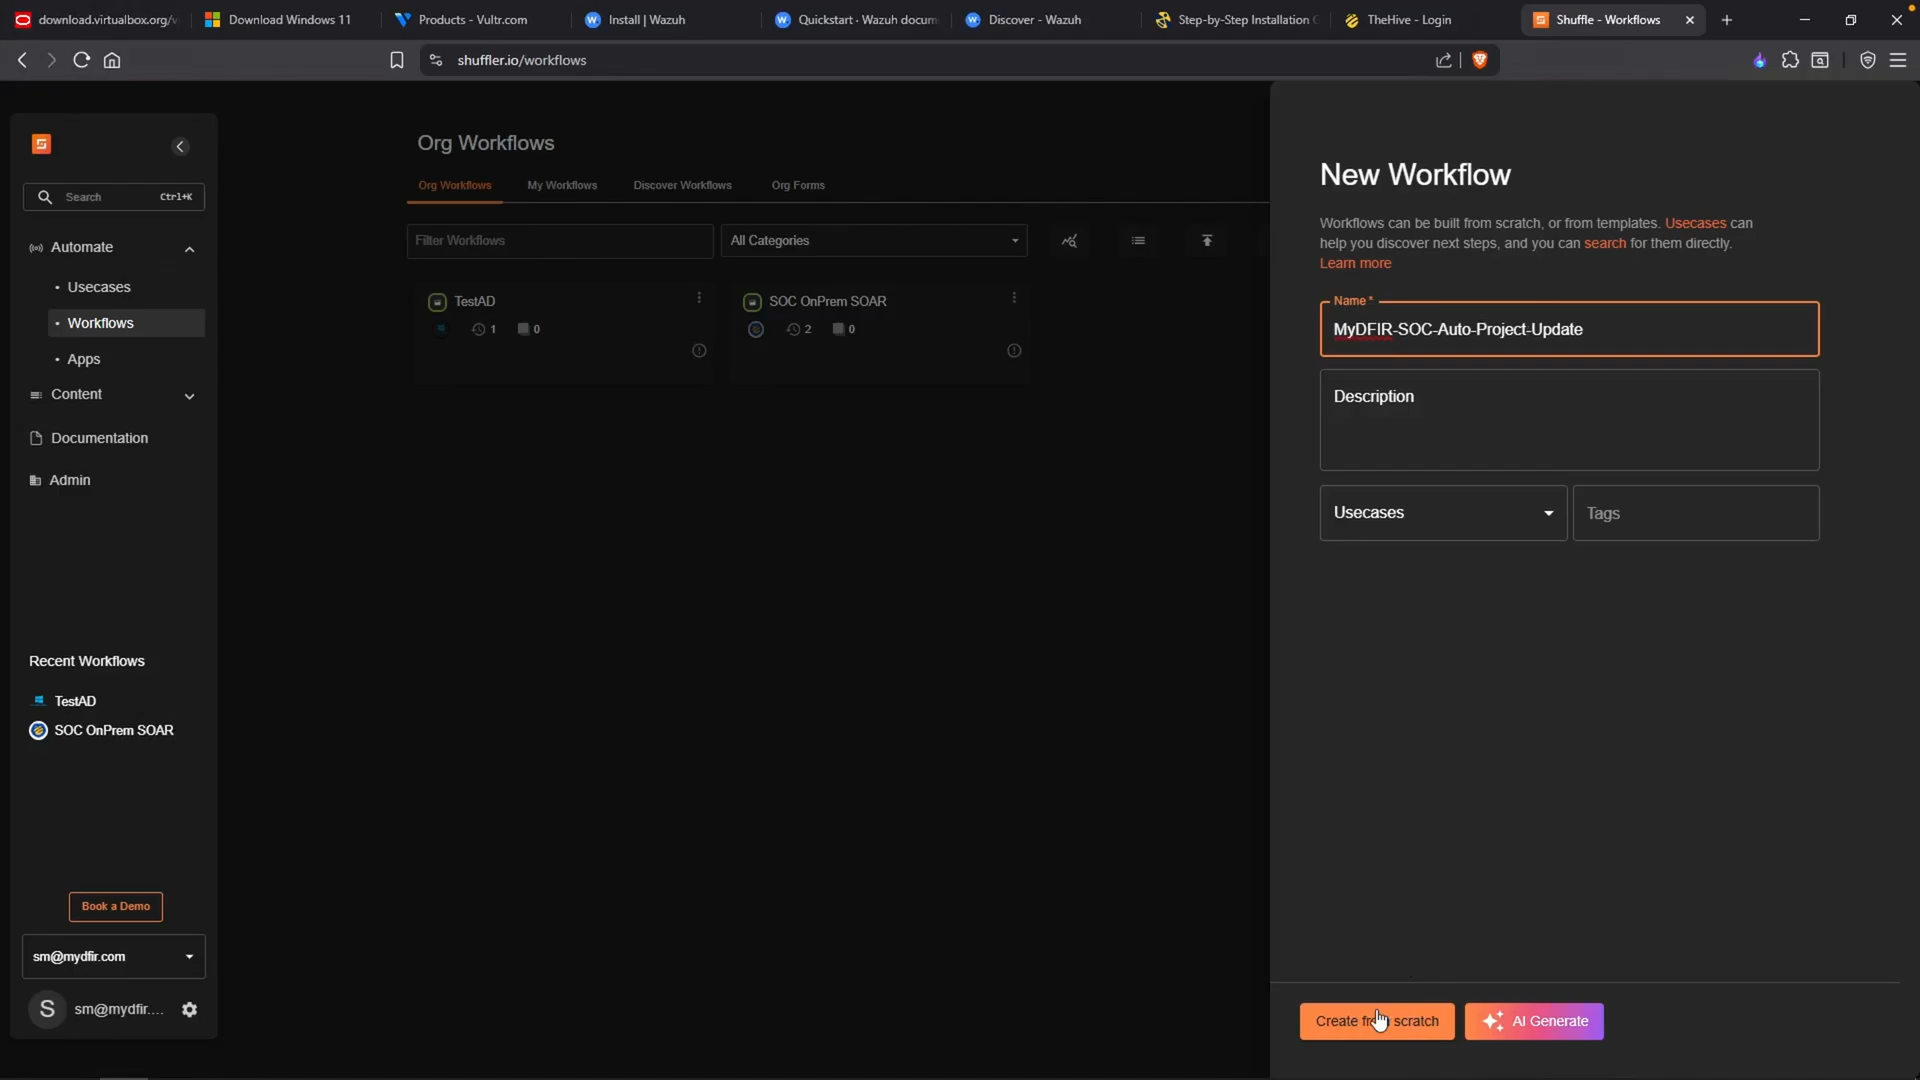 download.virtualbox.org/v
Download Windows 11
Products - Vultr.com
Install | Wazuh
Quickstart · Wazuh docum
Discover - Wazuh
Step-by-Step Installation
TheHive - Login
Shuffle - Workflows
shuffler.io/workflows
Search
Ctrl+K
Automate
Usecases
Workflows
Apps
Content
Documentation
Admin
Recent Workflows
TestAD
SOC OnPrem SOAR
Book a Demo
sm@mydfir.com
S
sm@mydfir....
Org Workflows
Org Workflows
My Workflows
Discover Workflows
Org Forms
Filter Workflows
All Categories
TestAD
1
0
SOC OnPrem SOAR
2
0
New Workflow
Workflows can be built from scratch, or from templates. Usecases can
help you discover next steps, and you can search for them directly.
Learn more
Name *
MyDFIR-SOC-Auto-Project-Update
Description
Usecases
Tags
Create from scratch
AI Generate